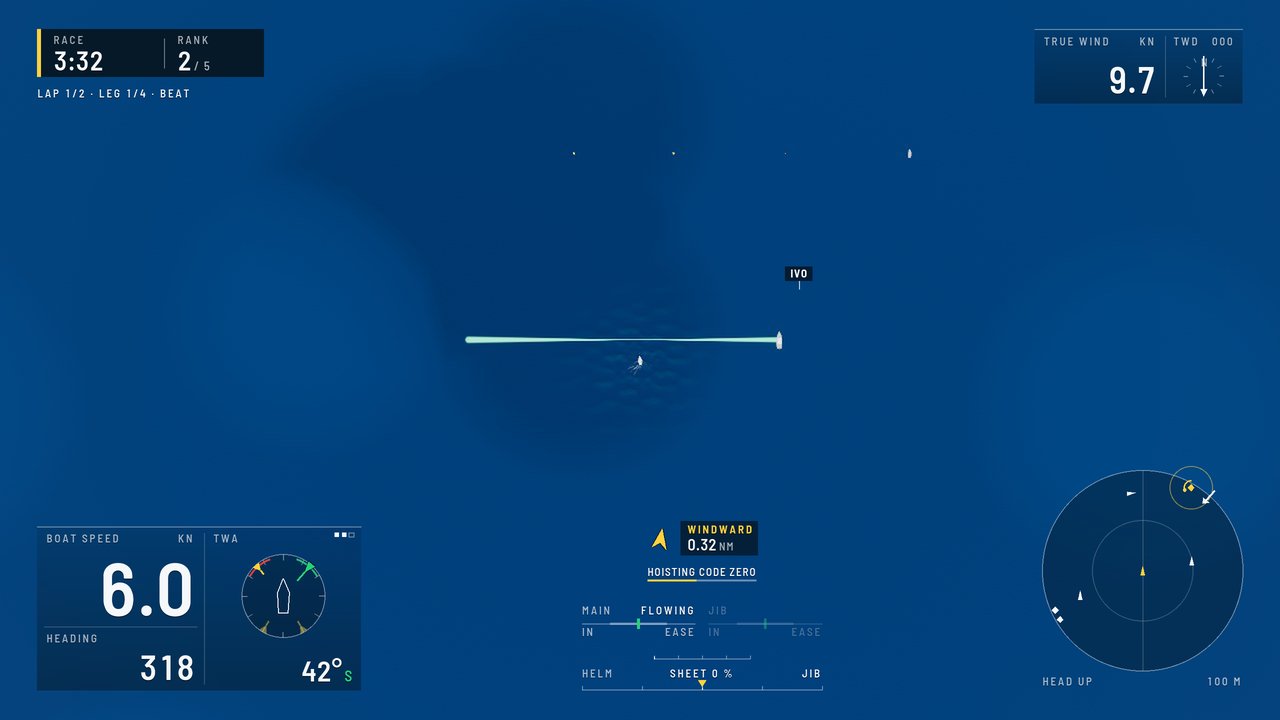 RACE
3:32
RANK
2/ 5
LAP 1/2 · LEG 1/4 · BEAT
TRUE WIND KN
9.7
TWD 000
N
IVO
BOAT SPEED KN
6.0
HEADING
318
TWA
42° S
WINDWARD
0.32 NM
HOISTING CODE ZERO
MAIN FLOWING
IN EASE
JIB
IN EASE
HELM SHEET 0 % JIB
HEAD UP 100 M